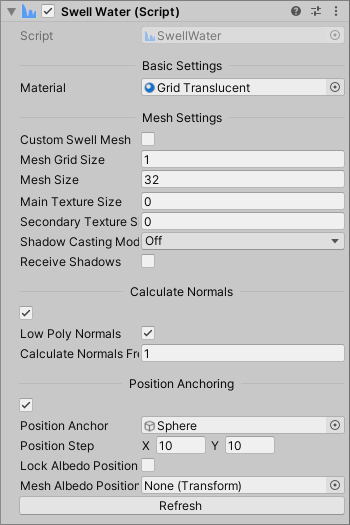 Swell Water (Script)
Script SwellWater
Basic Settings
Material Grid Translucent
Mesh Settings
Custom Swell Mesh
Mesh Grid Size 1
Mesh Size 32
Main Texture Size 0
Secondary Texture Si 0
Shadow Casting Mod Off
Receive Shadows
Calculate Normals
Low Poly Normals
Calculate Normals Fre 1
Position Anchoring
Position Anchor Sphere
Position Step X 10 Y 10
Lock Albedo Position
Mesh Albedo Position None (Transform)
Refresh